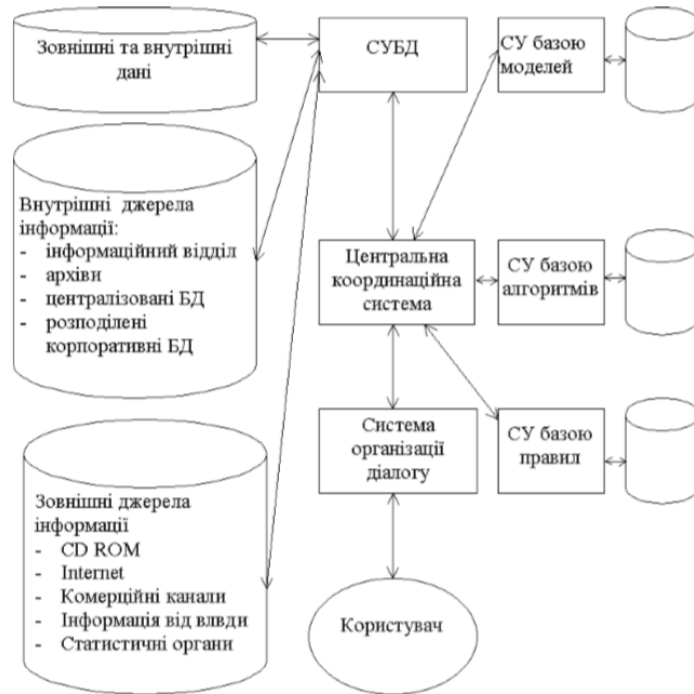 Зовнішні та внутрішні
дані
СУБД
СУ базою
моделей
Внутрішні джерела
інформації:
- інформаційний відділ
- архіви
- централізовані БД
- розподілені
корпоративні БД
Центральна
координаційна
система
СУ базою
алгоритмів
Система
організації
діалогу
СУ базою
правил
Зовнішні джерела
інформації
- CD ROM
- Internet
- Комерційні канали
- Інформація від влвди
- Статистичні органи
Користувач